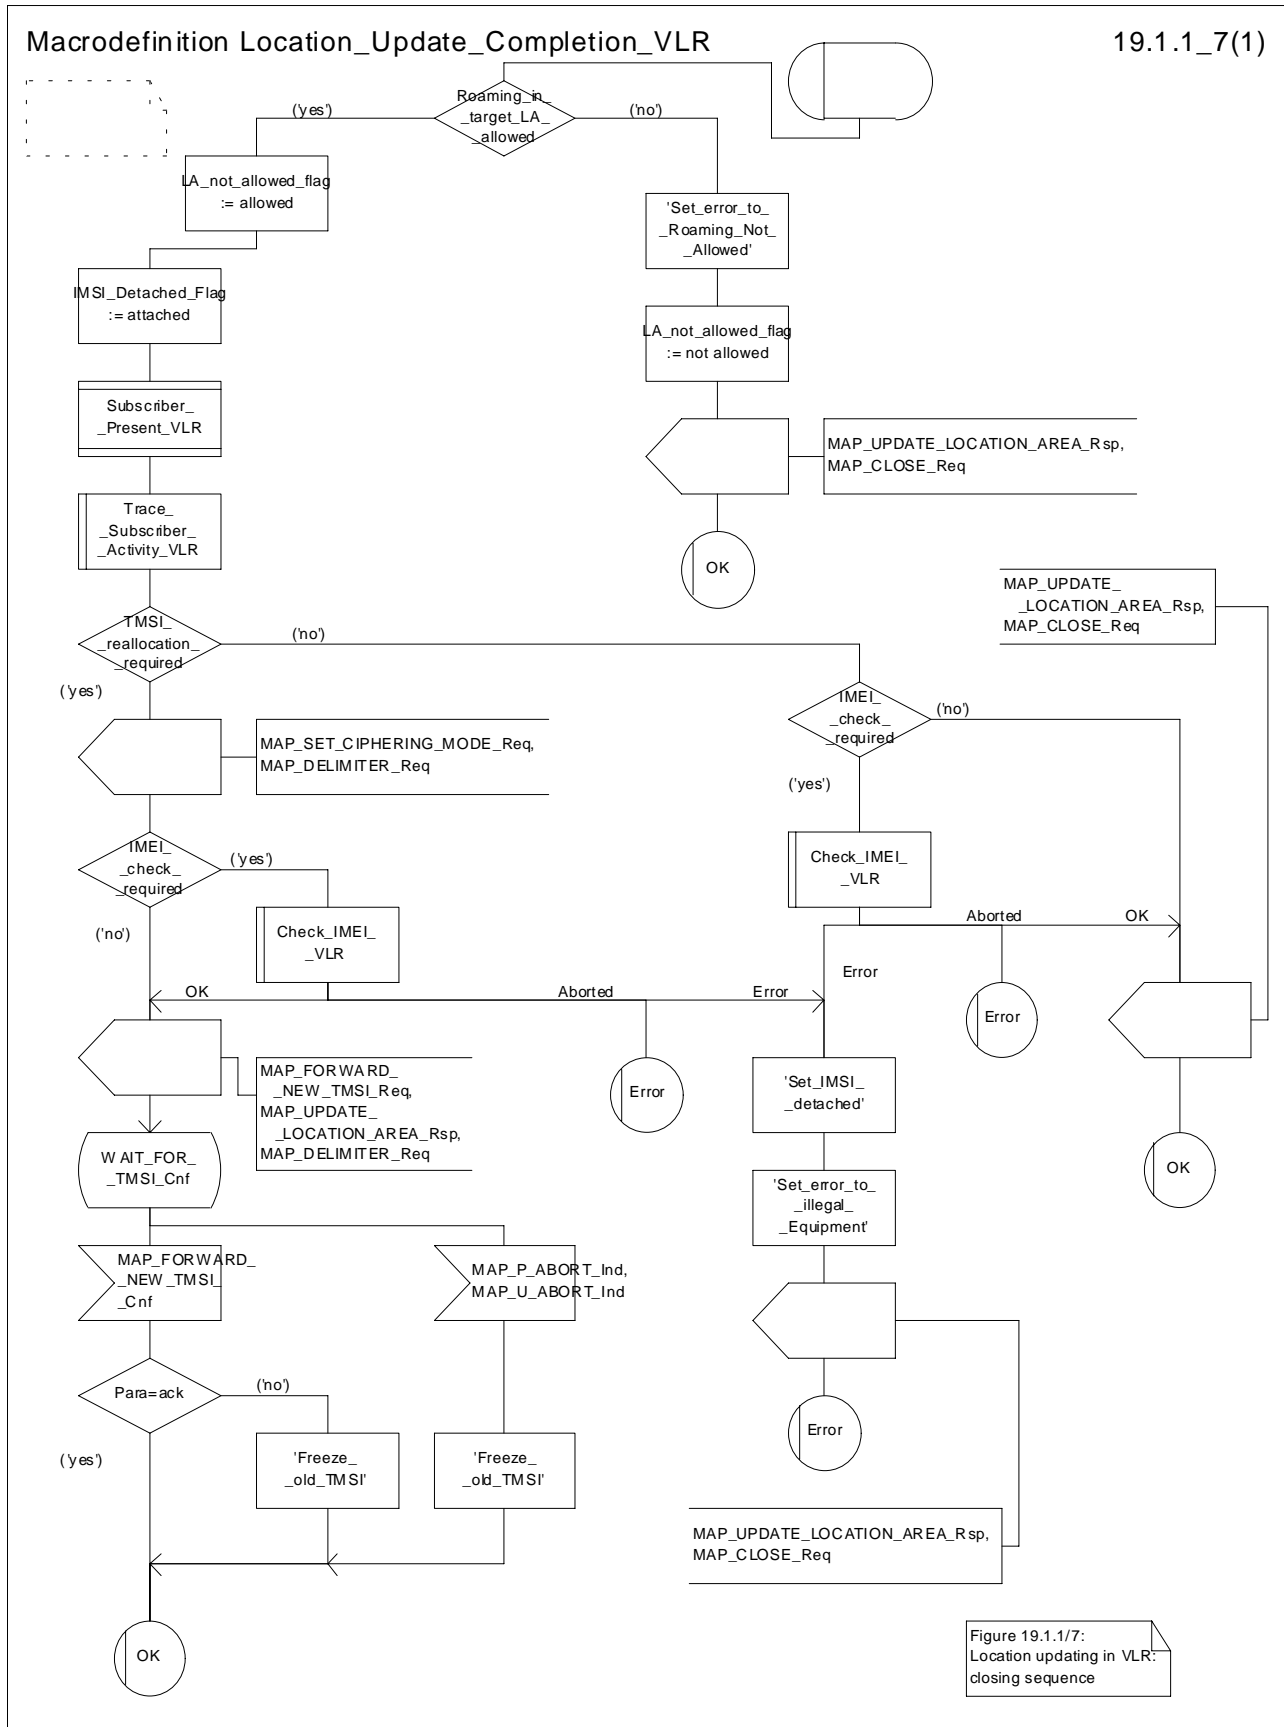 Macrodefinition Location_Update_Completion_VLR
19.1.1_7(1)
Roaming_in_
_target_LA_
_allowed
('yes')
('no')
LA_not_allowed_flag
:= allowed
'Set_error_to_
_Roaming_Not_
_Allowed'
IMSI_Detached_Flag
:= attached
LA_not_allowed_flag
:= not allowed
Subscriber_
_Present_VLR
MAP_UPDATE_LOCATION_AREA_Rsp,
MAP_CLOSE_Req
Trace_
_Subscriber_
_Activity_VLR
OK
MAP_UPDATE_
_LOCATION_AREA_Rsp,
MAP_CLOSE_Req
TMSI_
_reallocation_
_required
('no')
('yes')
IMEI_
_check_
_required
('no')
('yes')
MAP_SET_CIPHERING_MODE_Req,
MAP_DELIMITER_Req
IMEI_
_check_
_required
('yes')
('no')
Check_IMEI_
_VLR
Check_IMEI_
_VLR
Aborted
OK
Error
OK
Aborted
Error
Error
MAP_FORWARD_
_NEW_TMSI_Req,
MAP_UPDATE_
_LOCATION_AREA_Rsp,
MAP_DELIMITER_Req
Error
'Set_IMSI_
_detached'
WAIT_FOR_
_TMSI_Cnf
OK
'Set_error_to_
_illegal_
_Equipment'
MAP_FORWARD_
_NEW_TMSI_
_Cnf
MAP_P_ABORT_Ind,
MAP_U_ABORT_Ind
Para=ack
('no')
('yes')
'Freeze_
_old_TMSI'
'Freeze_
_old_TMSI'
Error
MAP_UPDATE_LOCATION_AREA_Rsp,
MAP_CLOSE_Req
OK
Figure 19.1.1/7:
Location updating in VLR:
closing sequence